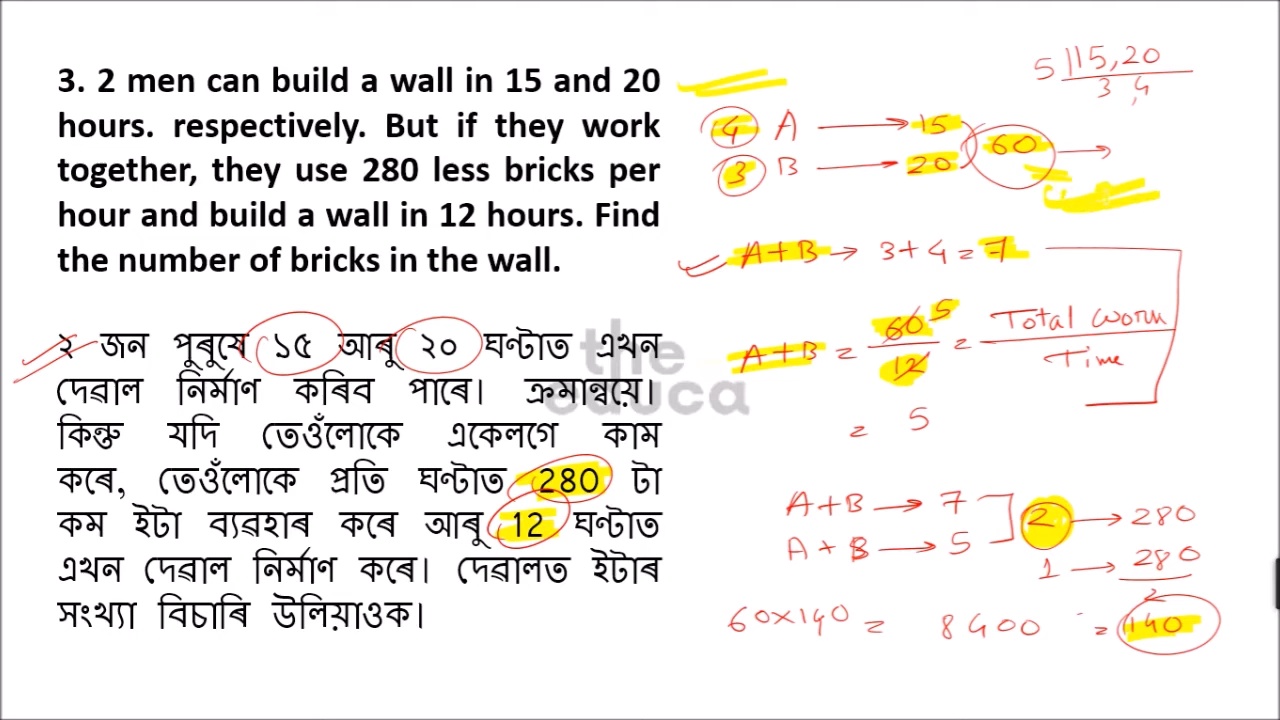 3. 2 men can build a wall in 15 and 20
hours. respectively. But if they work
together, they use 280 less bricks per
hour and build a wall in 12 hours. Find
the number of bricks in the wall.
২ জন পুৰুষে ১৫ আৰু ২০ ঘণ্টাত এখন
দেৱাল নিৰ্মাণ কৰিব পাৰে। ক্ৰমান্বয়ে।
কিন্তু যদি তেওঁলোকে একেলগে কাম
কৰে, তেওঁলোকে প্ৰতি ঘণ্টাত 280 টা
কম ইটা ব্যৱহাৰ কৰে আৰু 12 ঘণ্টাত
এখন দেৱাল নিৰ্মাণ কৰে। দেৱালত ইটাৰ
সংখ্যা বিচাৰি উলিয়াওক।
the
educa
5 | 15, 20
3, 4
4 A → 15
60 →
3 B → 20
A+B → 3+4 = 7
A+B = 60 5 / 12 = Total work / Time
= 5
A+B → 7
2 → 280
A+B → 5
1 → 280 / 2
60×140 = 8400 = 140